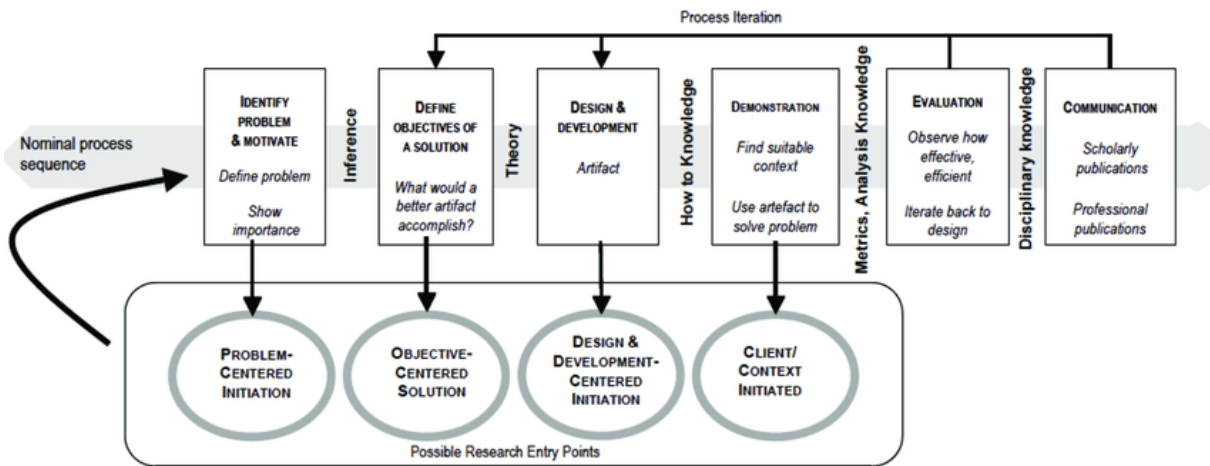 Process Iteration
Nominal process
sequence
IDENTIFY
PROBLEM
& MOTIVATE
Define problem
Show
importance
Inference
DEFINE
OBJECTIVES OF
A SOLUTION
What would a
better artifact
accomplish?
Theory
DESIGN &
DEVELOPMENT
Artifact
How to Knowledge
DEMONSTRATION
Find suitable
context
Use artefact to
solve problem
Metrics, Analysis Knowledge
EVALUATION
Observe how
effective,
efficient
Iterate back to
design
Disciplinary knowledge
COMMUNICATION
Scholarly
publications
Professional
publications
PROBLEM-
CENTERED
INITIATION
OBJECTIVE-
CENTERED
SOLUTION
DESIGN &
DEVELOPMENT-
CENTERED
INITIATION
CLIENT/
CONTEXT
INITIATED
Possible Research Entry Points